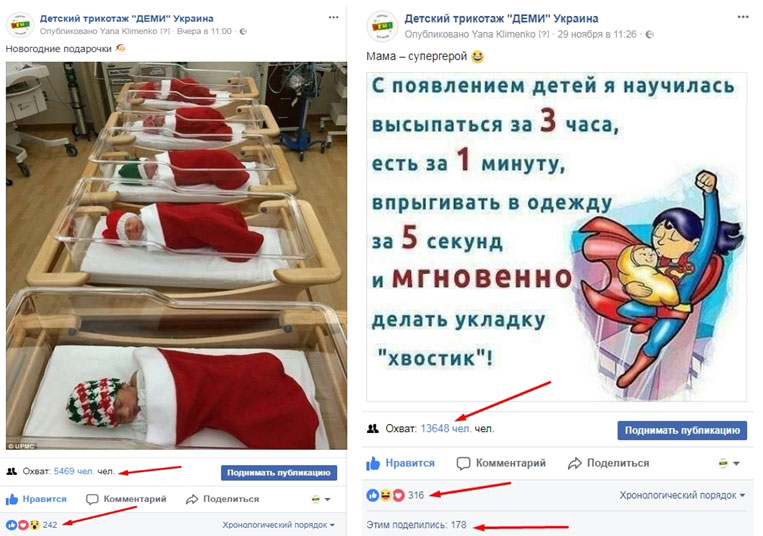 Детский трикотаж "ДЕМИ" Украина
Опубликовано Yana Klimenko [?] · Вчера в 11:00 ·
Новогодние подарочки
© UPMC
Охват: 5469 чел. чел.
Поднимать публикацию
Нравится Комментарий Поделиться
242
Хронологический порядок
Детский трикотаж "ДЕМИ" Украина
Опубликовано Yana Klimenko [?] · 29 ноября в 11:26 ·
Мама – супергерой
С появлением детей я научилась
высыпаться за 3 часа,
есть за 1 минуту,
впрыгивать в одежду
за 5 секунд
и мгновенно
делать укладку
"хвостик"!
Охват: 13648 чел. чел.
Поднимать публикацию
Нравится Комментарий Поделиться
316
Хронологический порядок
Этим поделились: 178